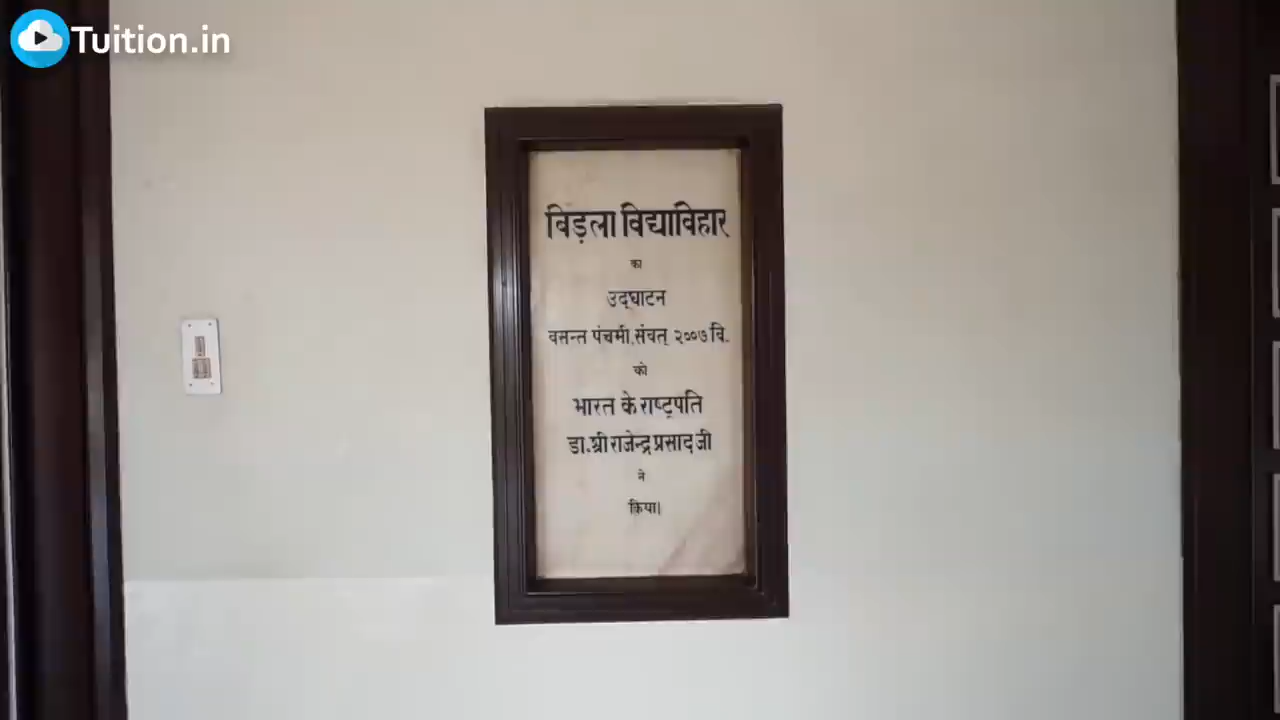 Tuition.in
विड़ला विद्याविहार
का
उद्घाटन
वसन्त पंचमी, संवत् २००७ वि.
को
भारत के राष्ट्रपति
डा. श्री राजेन्द्र प्रसाद जी
ने
किया।